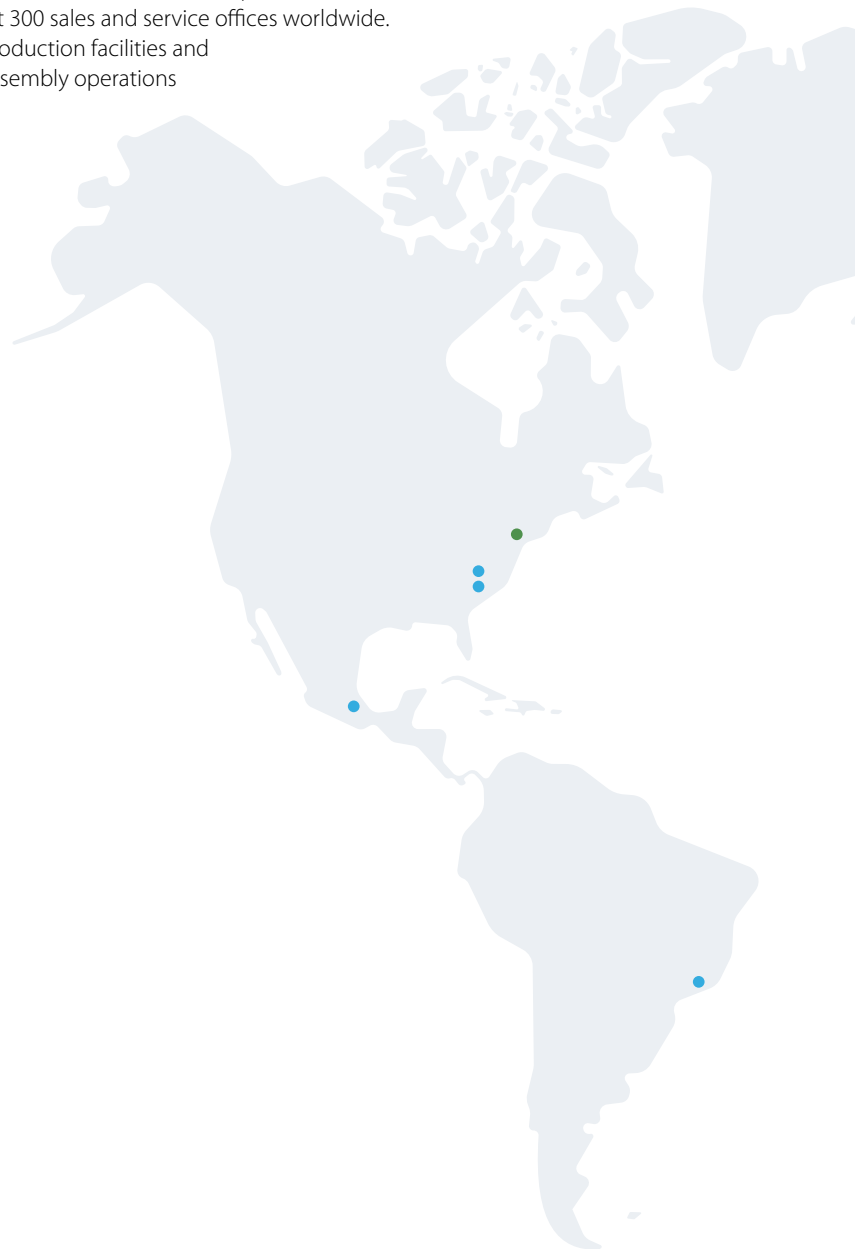 t 300 sales and service offices worldwide.
oduction facilities and
sembly operations